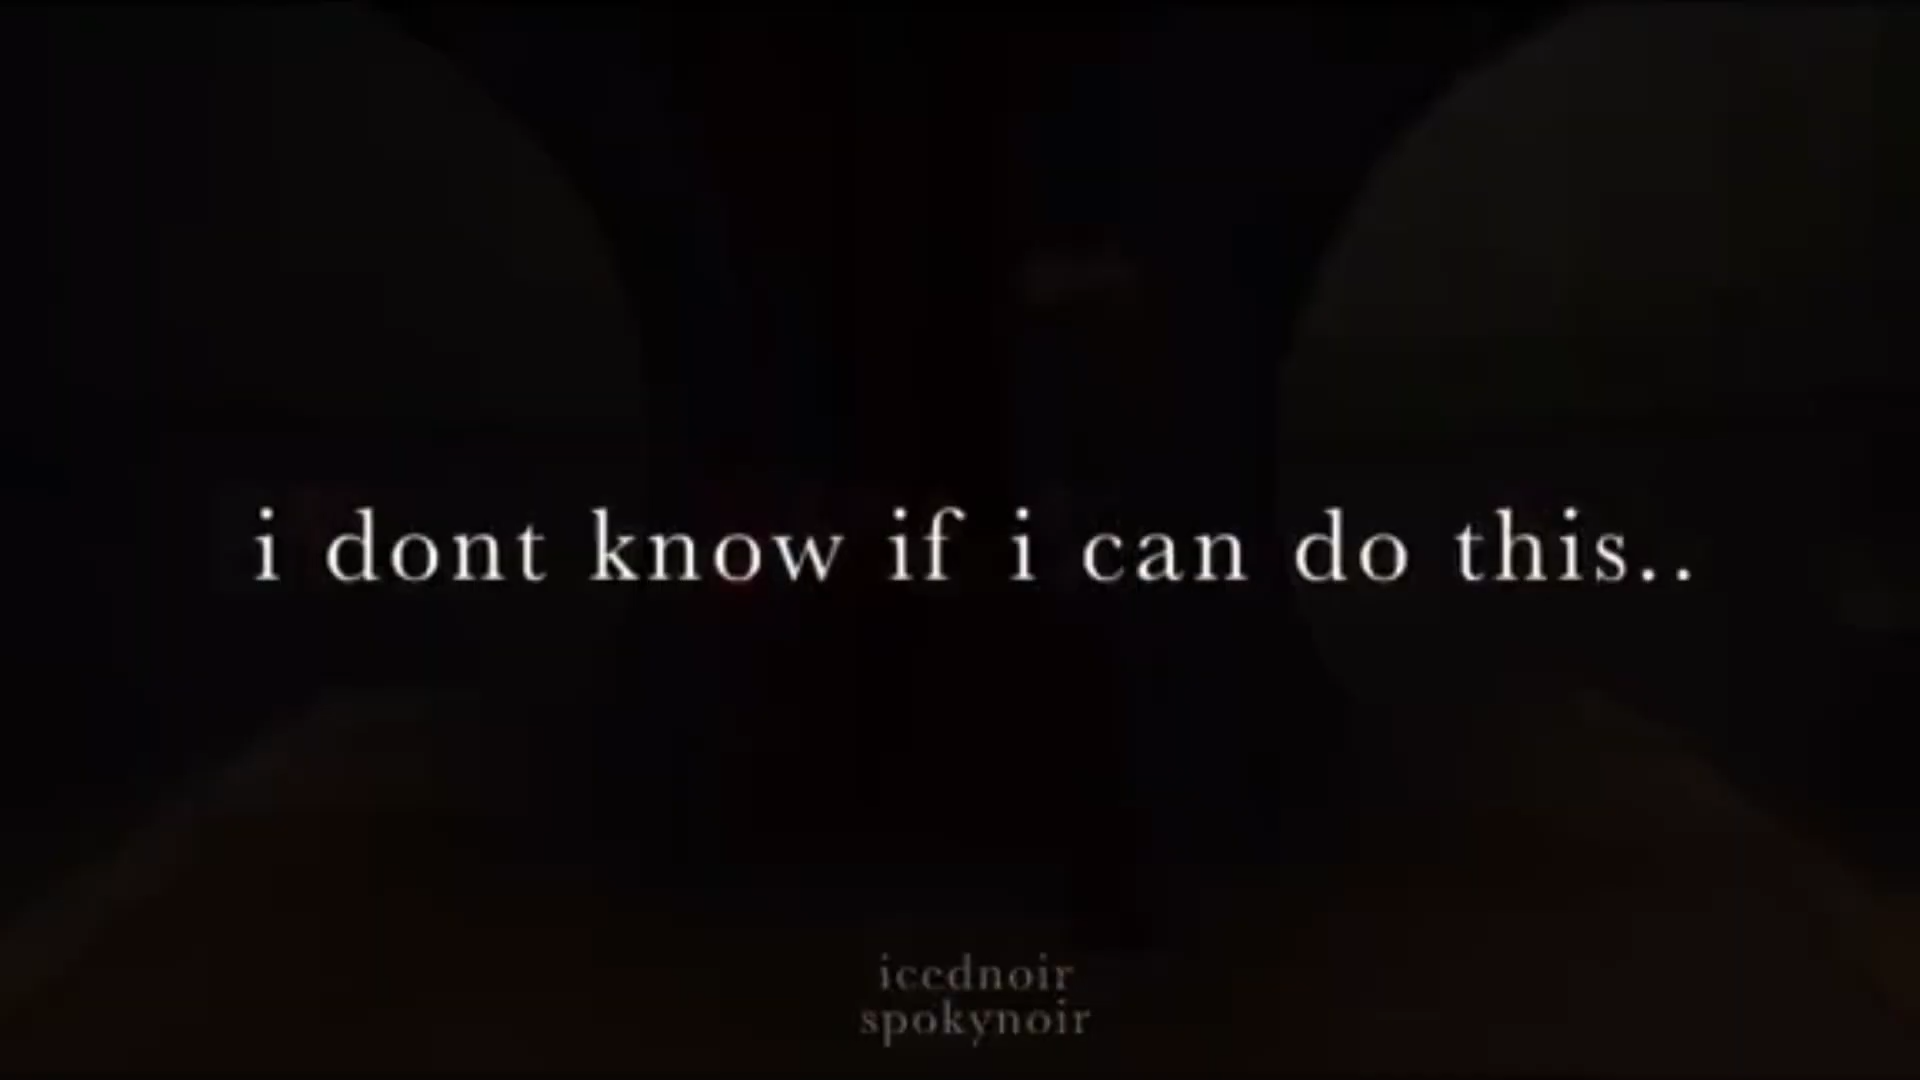 i dont know if i can do this..
icednoir
spokynoir